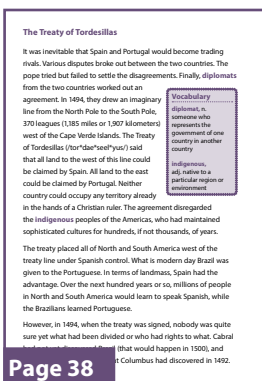 The Treaty of Tordesillas
It was inevitable that Spain and Portugal would become trading
rivals. Various disputes broke out between the two countries. The
pope tried but failed to settle the disagreements. Finally, diplomats
from the two countries worked out an
agreement. In 1494, they drew an imaginary
line from the North Pole to the South Pole,
370 leagues (1,185 miles or 1,907 kilometers)
west of the Cape Verde Islands. The Treaty
of Tordesillas (/tor*dae*seel*yus/) said
that all land to the west of this line could
be claimed by Spain. All land to the east
could be claimed by Portugal. Neither
country could occupy any territory already
in the hands of a Christian ruler. The agreement disregarded
the indigenous peoples of the Americas, who had maintained
sophisticated cultures for hundreds, if not thousands, of years.
Vocabulary
diplomat, n.
someone who
represents the
government of one
country in another
country
indigenous,
adj. native to a
particular region or
environment
The treaty placed all of North and South America west of the
treaty line under Spanish control. What is modern day Brazil was
given to the Portuguese. In terms of landmass, Spain had the
advantage. Over the next hundred years or so, millions of people
in North and South America would learn to speak Spanish, while
the Brazilians learned Portuguese.
However, in 1494, when the treaty was signed, nobody was quite
sure yet what had been divided or who had rights to what. Cabral
(that would happen in 1500), and
t Columbus had discovered in 1492.
Page 38